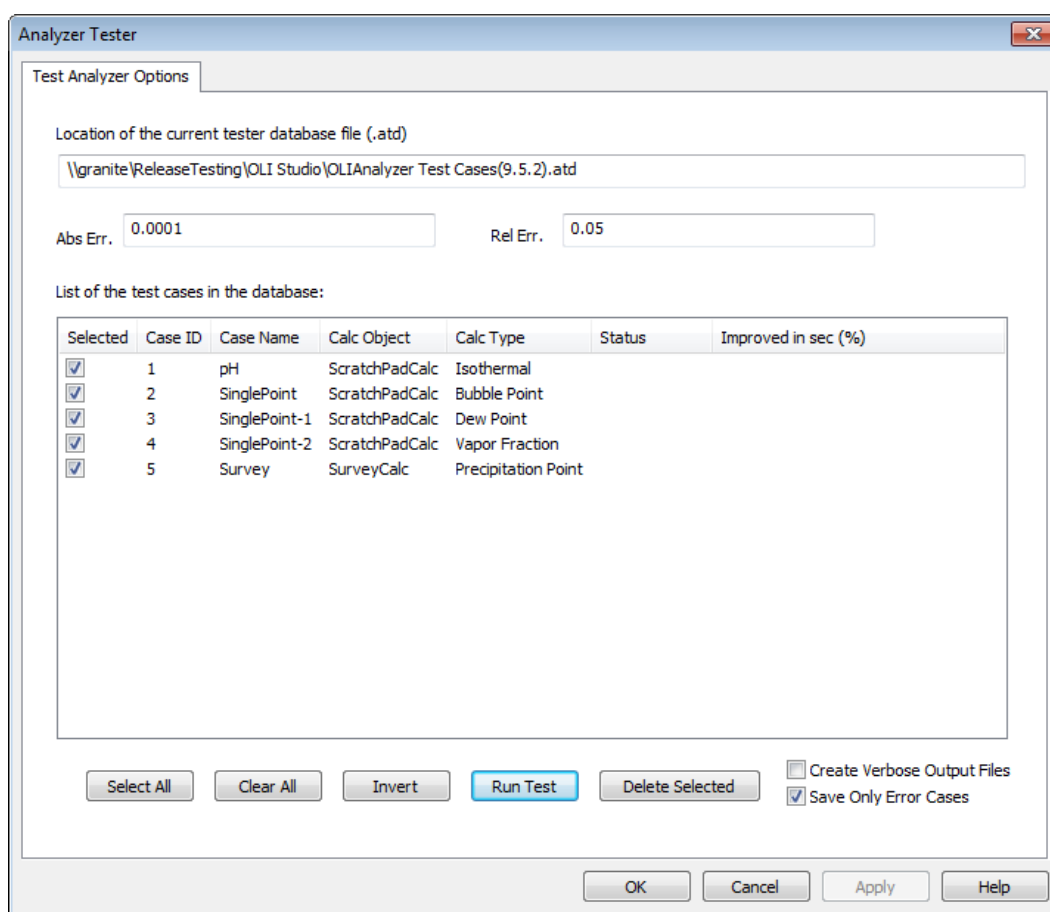 Analyzer Tester
Test Analyzer Options
Location of the current tester database file (.atd)
\\granite\ReleaseTesting\OLI Studio\OLIAnalyzer Test Cases(9.5.2).atd
Abs Err. 0.0001 Rel Err. 0.05
List of the test cases in the database:
Selected Case ID Case Name Calc Object Calc Type Status Improved in sec (%)
1 pH ScratchPadCalc Isothermal
2 SinglePoint ScratchPadCalc Bubble Point
3 SinglePoint-1 ScratchPadCalc Dew Point
4 SinglePoint-2 ScratchPadCalc Vapor Fraction
5 Survey SurveyCalc Precipitation Point
Select All Clear All Invert Run Test Delete Selected
Create Verbose Output Files
Save Only Error Cases
OK Cancel Apply Help